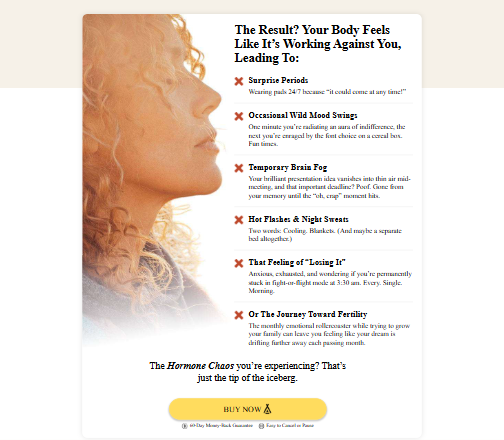 The Result? Your Body Feels
Like It's Working Against You,
Leading To:
Surprise Periods
Wearing pads 24/7 because "it could come at any time!"
Occasional Wild Mood Swings
One minute you're radiating an aura of indifference, the
next you're enraged by the font choice on a cereal box.
Fun times.
Temporary Brain Fog
Your brilliant presentation idea vanishes into thin air mid-
meeting, and that important deadline? Poof. Gone from
your memory until the "oh, crap" moment hits.
Hot Flashes & Night Sweats
Two words: Cooling. Blankets. (And maybe a separate
bed altogether.)
That Feeling of "Losing It"
Anxious, exhausted, and wondering if you're permanently
stuck in fight-or-flight mode at 3:30 am. Every. Single.
Morning.
Or The Journey Toward Fertility
The monthly emotional rollercoaster while trying to grow
your family can leave you feeling like your dream is
drifting further away each passing month.
The Hormone Chaos you're experiencing? That's
just the tip of the iceberg.
BUY NOW
60-Day Money-Back Guarantee Easy to Cancel or Pause